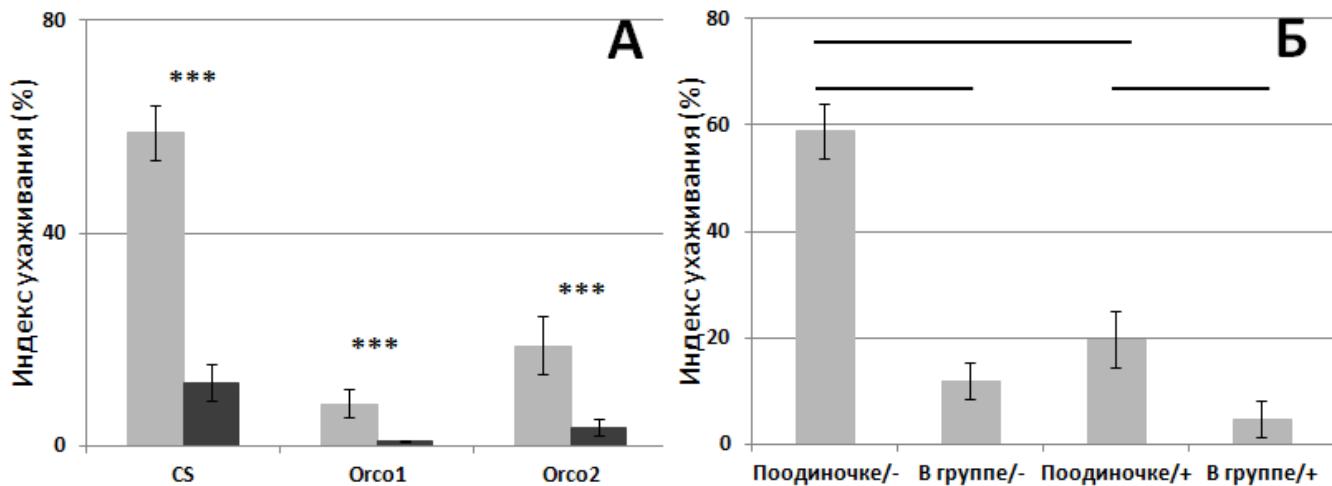 А
Индекс ухаживания (%)
80
40
0
***
***
***
CS
Orco1
Orco2
Б
Индекс ухаживания (%)
80
60
40
20
0
Поодиночке/-
В группе/-
Поодиночке/+
В группе/+